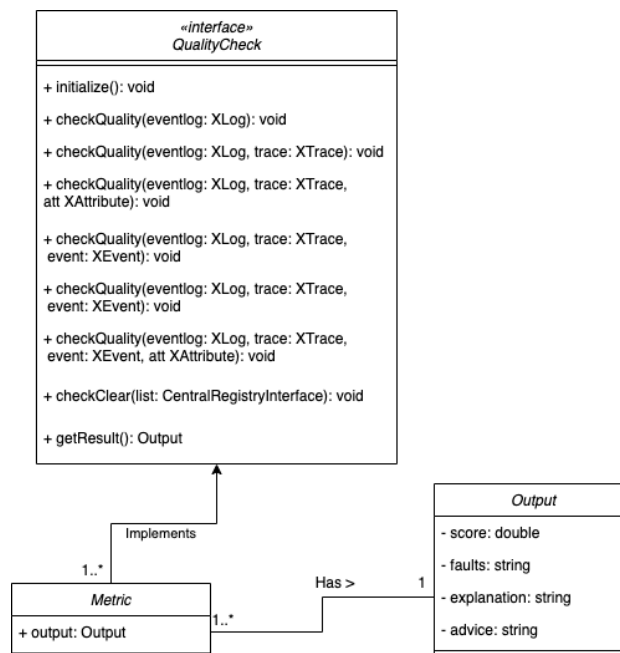 «interface»
QualityCheck
+ initialize(): void
+ checkQuality(eventlog: XLog): void
+ checkQuality(eventlog: XLog, trace: XTrace): void
+ checkQuality(eventlog: XLog, trace: XTrace,
att XAttribute): void
+ checkQuality(eventlog: XLog, trace: XTrace,
event: XEvent): void
+ checkQuality(eventlog: XLog, trace: XTrace,
event: XEvent): void
+ checkQuality(eventlog: XLog, trace: XTrace,
event: XEvent, att XAttribute): void
+ checkClear(list: CentralRegistryInterface): void
+ getResult(): Output
Implements
1..*
Metric
+ output: Output
1..*
Has >
1
Output
- score: double
- faults: string
- explanation: string
- advice: string